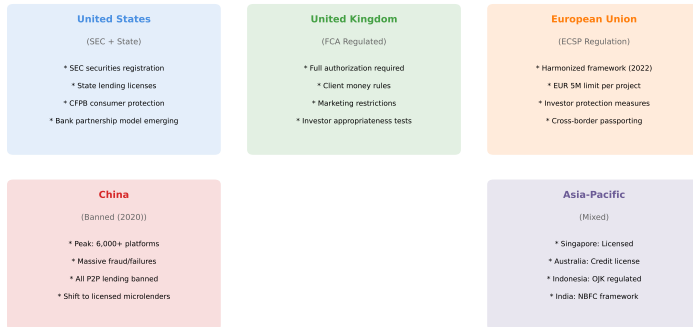 United States
(SEC + State)
* SEC securities registration
* State lending licenses
* CFPB consumer protection
* Bank partnership model emerging
United Kingdom
(FCA Regulated)
* Full authorization required
* Client money rules
* Marketing restrictions
* Investor appropriateness tests
European Union
(ECSP Regulation)
* Harmonized framework (2022)
* EUR 5M limit per project
* Investor protection measures
* Cross-border passporting
China
(Banned (2020))
* Peak: 6,000+ platforms
* Massive fraud/failures
* All P2P lending banned
* Shift to licensed microlenders
Asia-Pacific
(Mixed)
* Singapore: Licensed
* Australia: Credit license
* Indonesia: OJK regulated
* India: NBFC framework